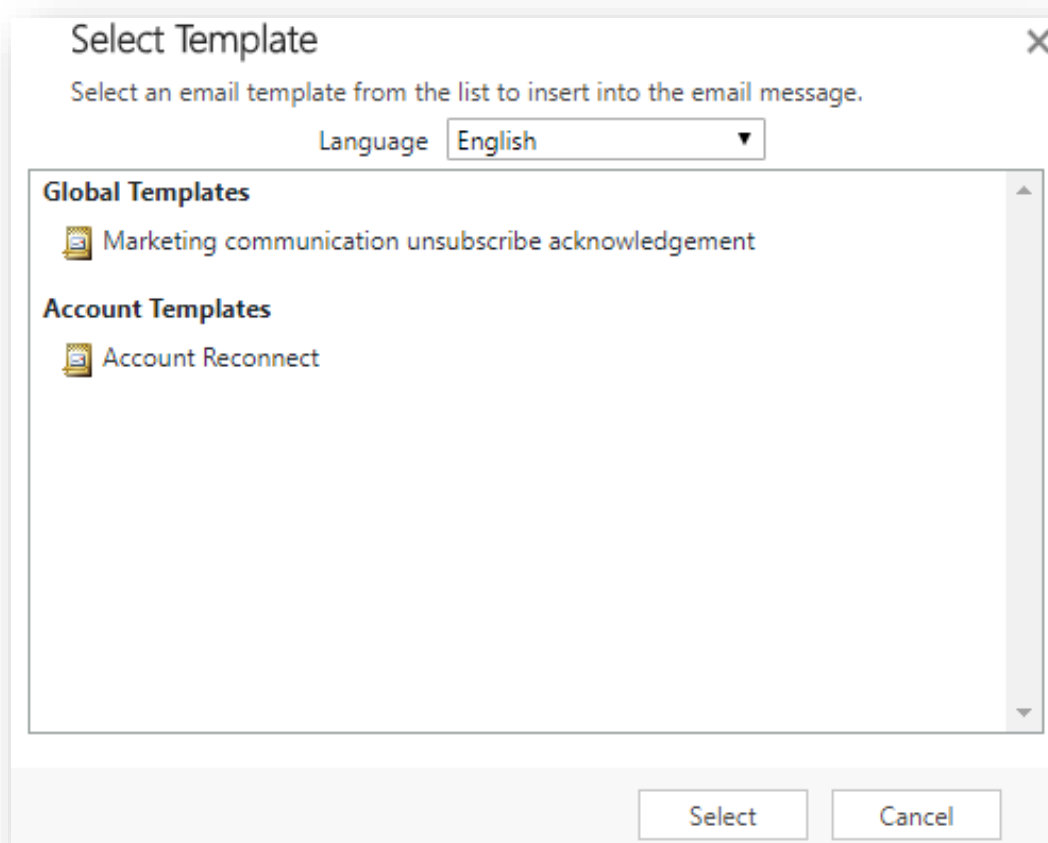 Select Template
Select an email template from the list to insert into the email message.
Language English
Global Templates
Marketing communication unsubscribe acknowledgement
Account Templates
Account Reconnect
Select Cancel